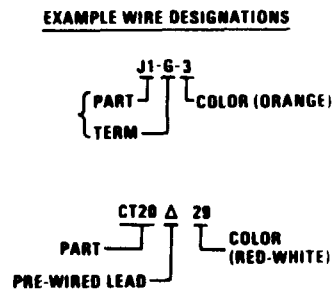 EXAMPLE WIRE DESIGNATIONS
J1-G-3
PART
COLOR (ORANGE)
TERM
CT20 Δ 29
PART
COLOR
(RED-WHITE)
PRE-WIRED LEAD